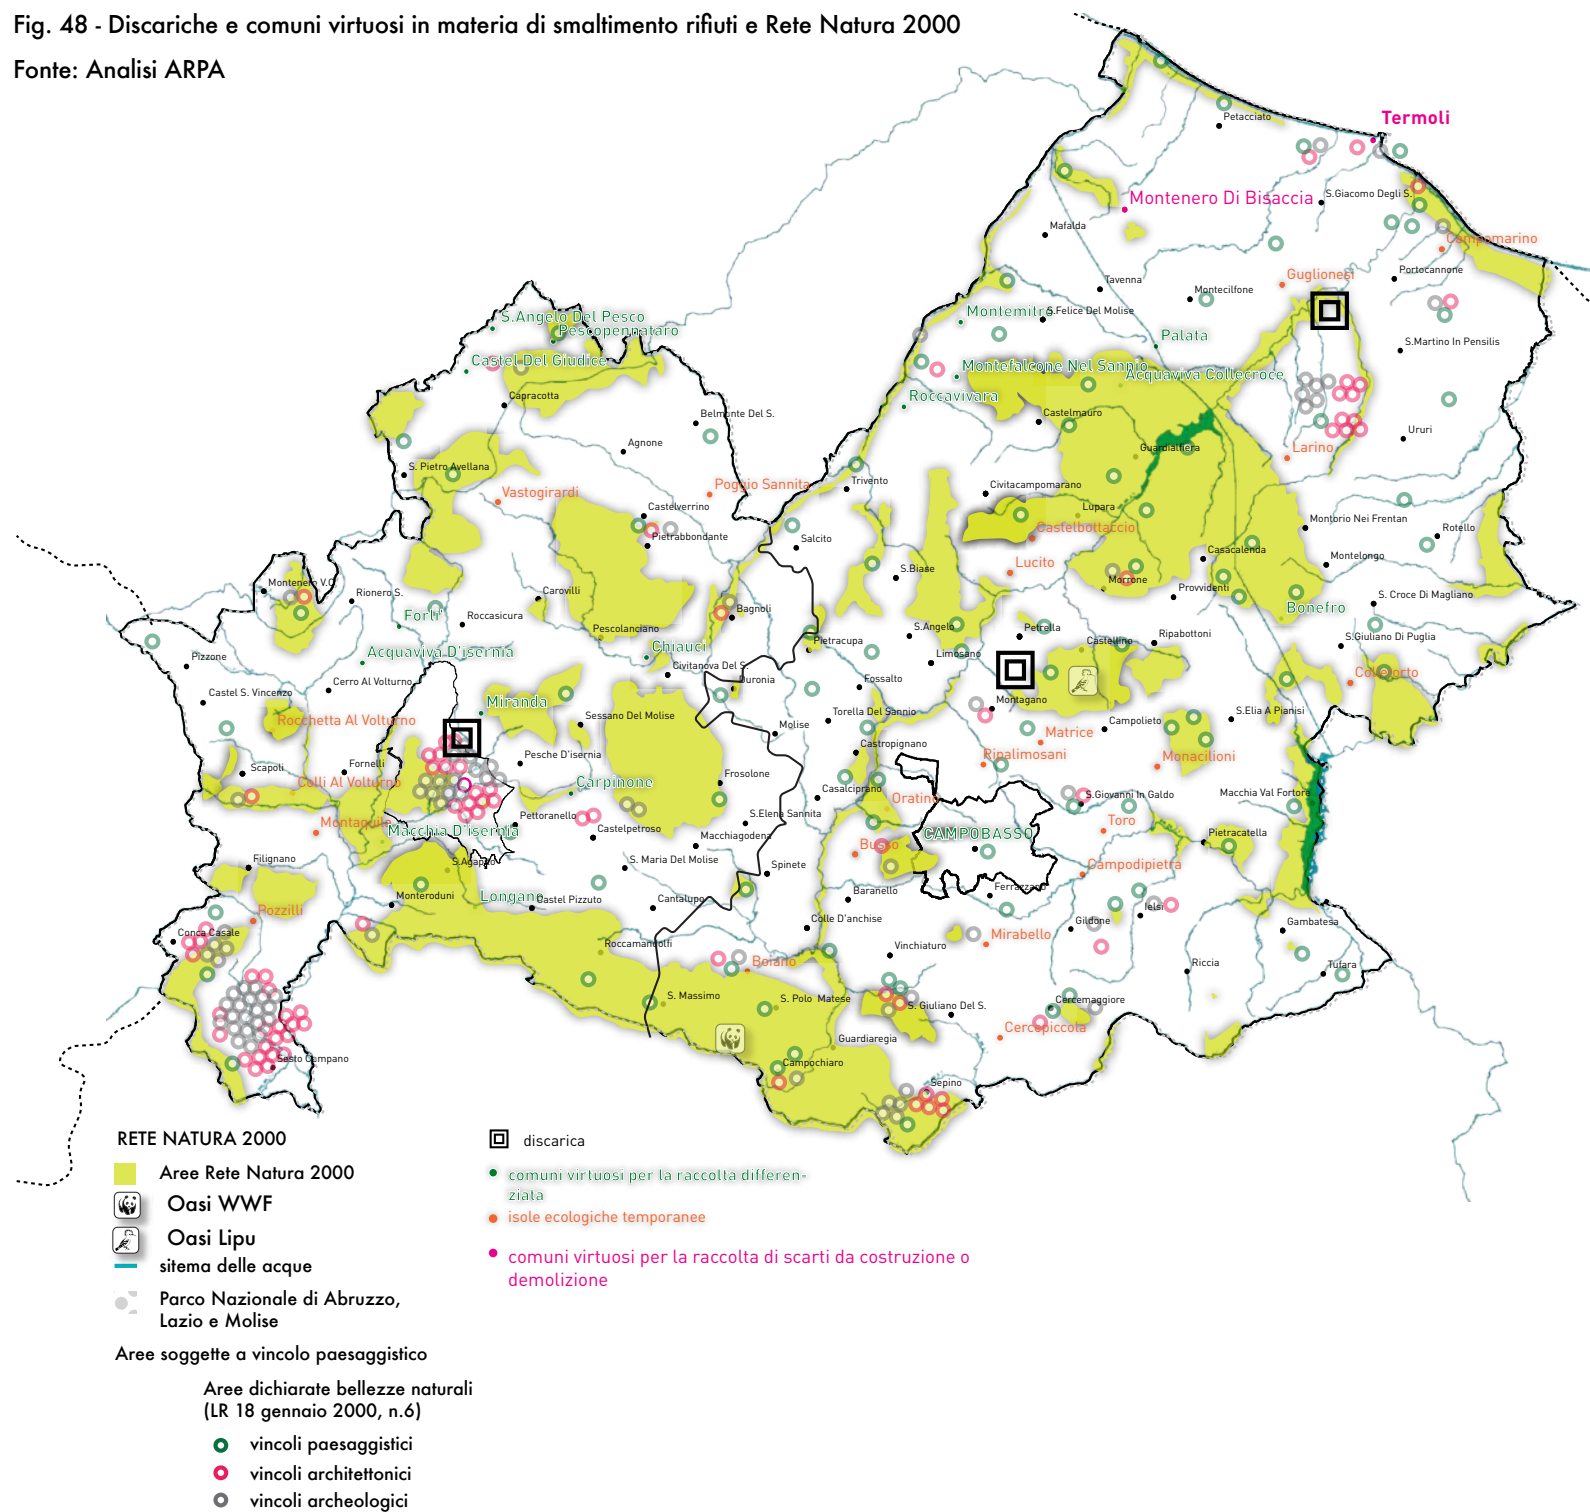 Fig. 48 - Discariche e comuni virtuosi in materia di smaltimento rifiuti e Rete Natura 2000
Fonte: Analisi ARPA
Petacciato
Termoli
Montenero Di Bisaccia
S.Giacomo Degli S.
Mafalda
Campomarino
Guglionesi
Portocannone
Tavenna
Montecilfone
S.Angelo Del Pesco
Pescopennataro
Montemitro
S.Felice Del Molise
Palata
S.Martino In Pensilis
Castel Del Giudice
Montefalcone Nel Sannio
Acquaviva Collecroce
Capracotta
Roccavivara
Belmonte Del S.
Castelmauro
Agnone
Ururi
Guardialfiera
Larino
S. Pietro Avellana
Vastogirardi
Poggio Sannita
Trivento
Civitacampomarano
Castelverrino
Lupara
Castelbottaccio
Montorio Nei Frentan
Rotello
Pietrabbondante
Salcito
Casacalenda
Montelongo
Lucito
S.Biase
Morrone
Montenero V.C.
Rionero S.
Carovilli
Provvidenti
Forli'
Roccasicura
Bagnoli
Bonefro
S. Croce Di Magliano
Pescolanciano
Pietracupa
S.Angelo
Petrella
Castellino
Ripabottoni
S.Giuliano Di Puglia
Acquaviva D'isernia
Chiauci
Limosano
Pizzone
Civitanova Del S.
Colletorto
Cerro Al Volturno
Duronia
Fossalto
Castel S. Vincenzo
Miranda
Montagano
Rocchetta Al Volturno
Sessano Del Molise
Torella Del Sannio
Campolieto
S.Elia A Pianisi
Molise
Matrice
Castropignano
Ripalimosani
Monacilioni
Pesche D'isernia
Scapoli
Fornelli
Colli Al Volturno
Carpinone
Frosolone
Casalciprano
Oratino
S.Giovanni In Galdo
Macchia Val Fortore
Montaquila
Macchia D'isernia
Pettoranello
Castelpetroso
S.Elena Sannita
Macchiagodena
CAMPOBASSO
Toro
Pietracatella
Busso
Filignano
S.Agapito
S. Maria Del Molise
Spinete
Campodipietra
Monteroduni
Longano
Castel Pizzuto
Cantalupo
Baranello
Ferrazzano
Pozzilli
Colle D'anchise
Gildone
Jelsi
Gambatesa
Conca Casale
Roccamandolfi
Vinchiaturo
Mirabello
Boiano
Riccia
Tufara
S. Massimo
S. Polo Matese
S. Giuliano Del S.
Cercemaggiore
Cercepiccola
Guardiaregia
Sesto Campano
Campochiaro
Sepino
RETE NATURA 2000
Aree Rete Natura 2000
Oasi WWF
Oasi Lipu
sitema delle acque
Parco Nazionale di Abruzzo,
Lazio e Molise
Aree soggette a vincolo paesaggistico
Aree dichiarate bellezze naturali
(LR 18 gennaio 2000, n.6)
vincoli paesaggistici
vincoli architettonici
vincoli archeologici
discarica
comuni virtuosi per la raccolta differen-
ziata
isole ecologiche temporanee
comuni virtuosi per la raccolta di scarti da costruzione o
demolizione